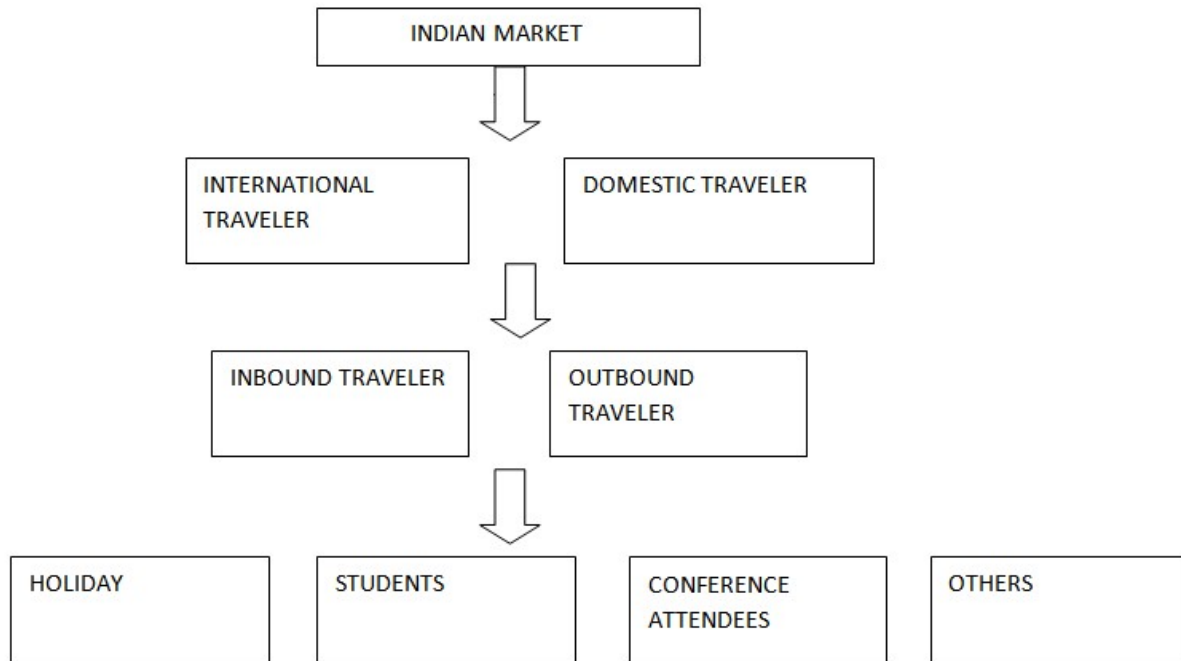 INDIAN MARKET
INTERNATIONAL
TRAVELER
DOMESTIC TRAVELER
INBOUND TRAVELER
OUTBOUND
TRAVELER
HOLIDAY
STUDENTS
CONFERENCE
ATTENDEES
OTHERS